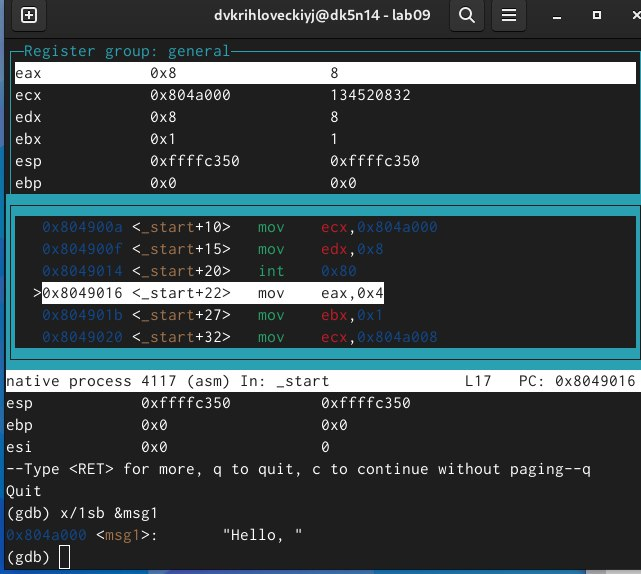 dvkrihloveckiyj@dk5n14 - lab09
Register group: general
eax 0x8 8
ecx 0x804a000 134520832
edx 0x8 8
ebx 0x1 1
esp 0xffffc350 0xffffc350
ebp 0x0 0x0
0x804900a <_start+10> mov ecx,0x804a000
0x804900f <_start+15> mov edx,0x8
0x8049014 <_start+20> int 0x80
>0x8049016 <_start+22> mov eax,0x4
0x804901b <_start+27> mov ebx,0x1
0x8049020 <_start+32> mov ecx,0x804a008
native process 4117 (asm) In: _start L17 PC: 0x8049016
esp 0xffffc350 0xffffc350
ebp 0x0 0x0
esi 0x0 0
--Type <RET> for more, q to quit, c to continue without paging--q
Quit
(gdb) x/1sb &msg1
0x804a000 <msg1>: "Hello, "
(gdb)